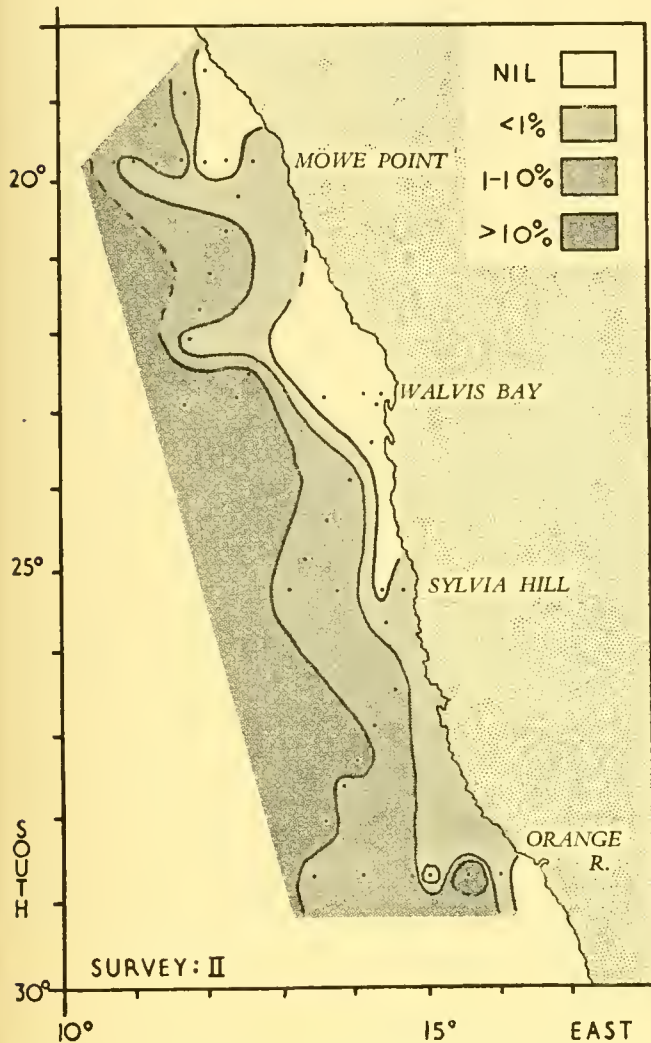 NIL
<1%
1-10%
>10%
MOWE POINT
20°
WALVIS BAY
25°
SYLVIA HILL
ORANGE
R.
SOUTH
SURVEY: II
30°
10°
15°
EAST